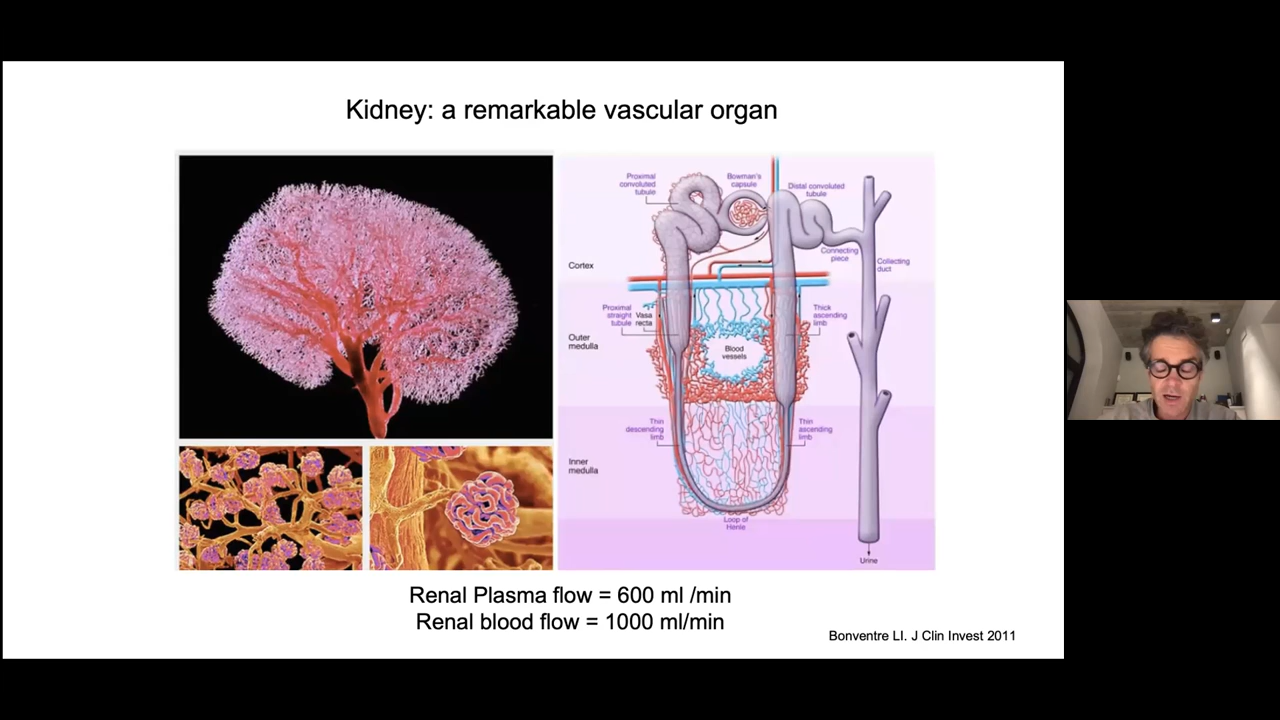 Kidney: a remarkable vascular organ
Proximal
convoluted
tubule
Bowman's
capsule
Distal convoluted
tubule
Connecting
piece
Collecting
duct
Cortex
Proximal
straight
tubule
Vasa
recta
Thick
ascending
limb
Outer
medulla
Blood
vessels
Thin
descending
limb
Thin
ascending
limb
Inner
medulla
Loop of
Henle
Urine
Renal Plasma flow = 600 ml /min
Renal blood flow = 1000 ml/min
Bonventre LI. J Clin Invest 2011